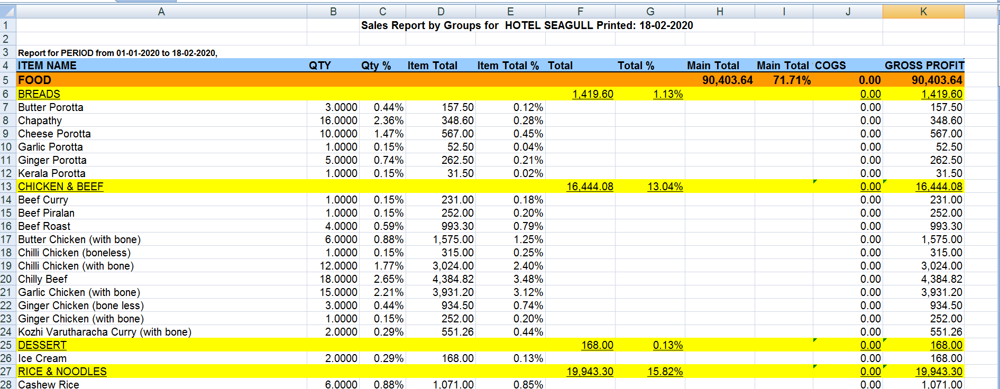 A B C D E F G H I J K
1 Sales Report by Groups for HOTEL SEAGULL Printed: 18-02-2020
2
3 Report for PERIOD from 01-01-2020 to 18-02-2020,
4 ITEM NAME QTY Qty % Item Total Item Total % Total Total % Main Total Main Total COGS GROSS PROFIT
5 FOOD 90,403.64 71.71% 0.00 90,403.64
6 BREADS 1,419.60 1.13% 0.00 1,419.60
7 Butter Porotta 3.0000 0.44% 157.50 0.12% 0.00 157.50
8 Chapathy 16.0000 2.36% 348.60 0.28% 0.00 348.60
9 Cheese Porotta 10.0000 1.47% 567.00 0.45% 0.00 567.00
10 Garlic Porotta 1.0000 0.15% 52.50 0.04% 0.00 52.50
11 Ginger Porotta 5.0000 0.74% 262.50 0.21% 0.00 262.50
12 Kerala Porotta 1.0000 0.15% 31.50 0.02% 0.00 31.50
13 CHICKEN & BEEF 16,444.08 13.04% 0.00 16,444.08
14 Beef Curry 1.0000 0.15% 231.00 0.18% 0.00 231.00
15 Beef Piralan 1.0000 0.15% 252.00 0.20% 0.00 252.00
16 Beef Roast 4.0000 0.59% 993.30 0.79% 0.00 993.30
17 Butter Chicken (with bone) 6.0000 0.88% 1,575.00 1.25% 0.00 1,575.00
18 Chilli Chicken (boneless) 1.0000 0.15% 315.00 0.25% 0.00 315.00
19 Chilli Chicken (with bone) 12.0000 1.77% 3,024.00 2.40% 0.00 3,024.00
20 Chilly Beef 18.0000 2.65% 4,384.82 3.48% 0.00 4,384.82
21 Garlic Chicken (with bone) 15.0000 2.21% 3,931.20 3.12% 0.00 3,931.20
22 Ginger Chicken (bone less) 3.0000 0.44% 934.50 0.74% 0.00 934.50
23 Ginger Chicken (with bone) 1.0000 0.15% 252.00 0.20% 0.00 252.00
24 Kozhi Varutharacha Curry (with bone) 2.0000 0.29% 551.26 0.44% 0.00 551.26
25 DESSERT 168.00 0.13% 0.00 168.00
26 Ice Cream 2.0000 0.29% 168.00 0.13% 0.00 168.00
27 RICE & NOODLES 19,943.30 15.82% 0.00 19,943.30
28 Cashew Rice 6.0000 0.88% 1,071.00 0.85% 0.00 1,071.00